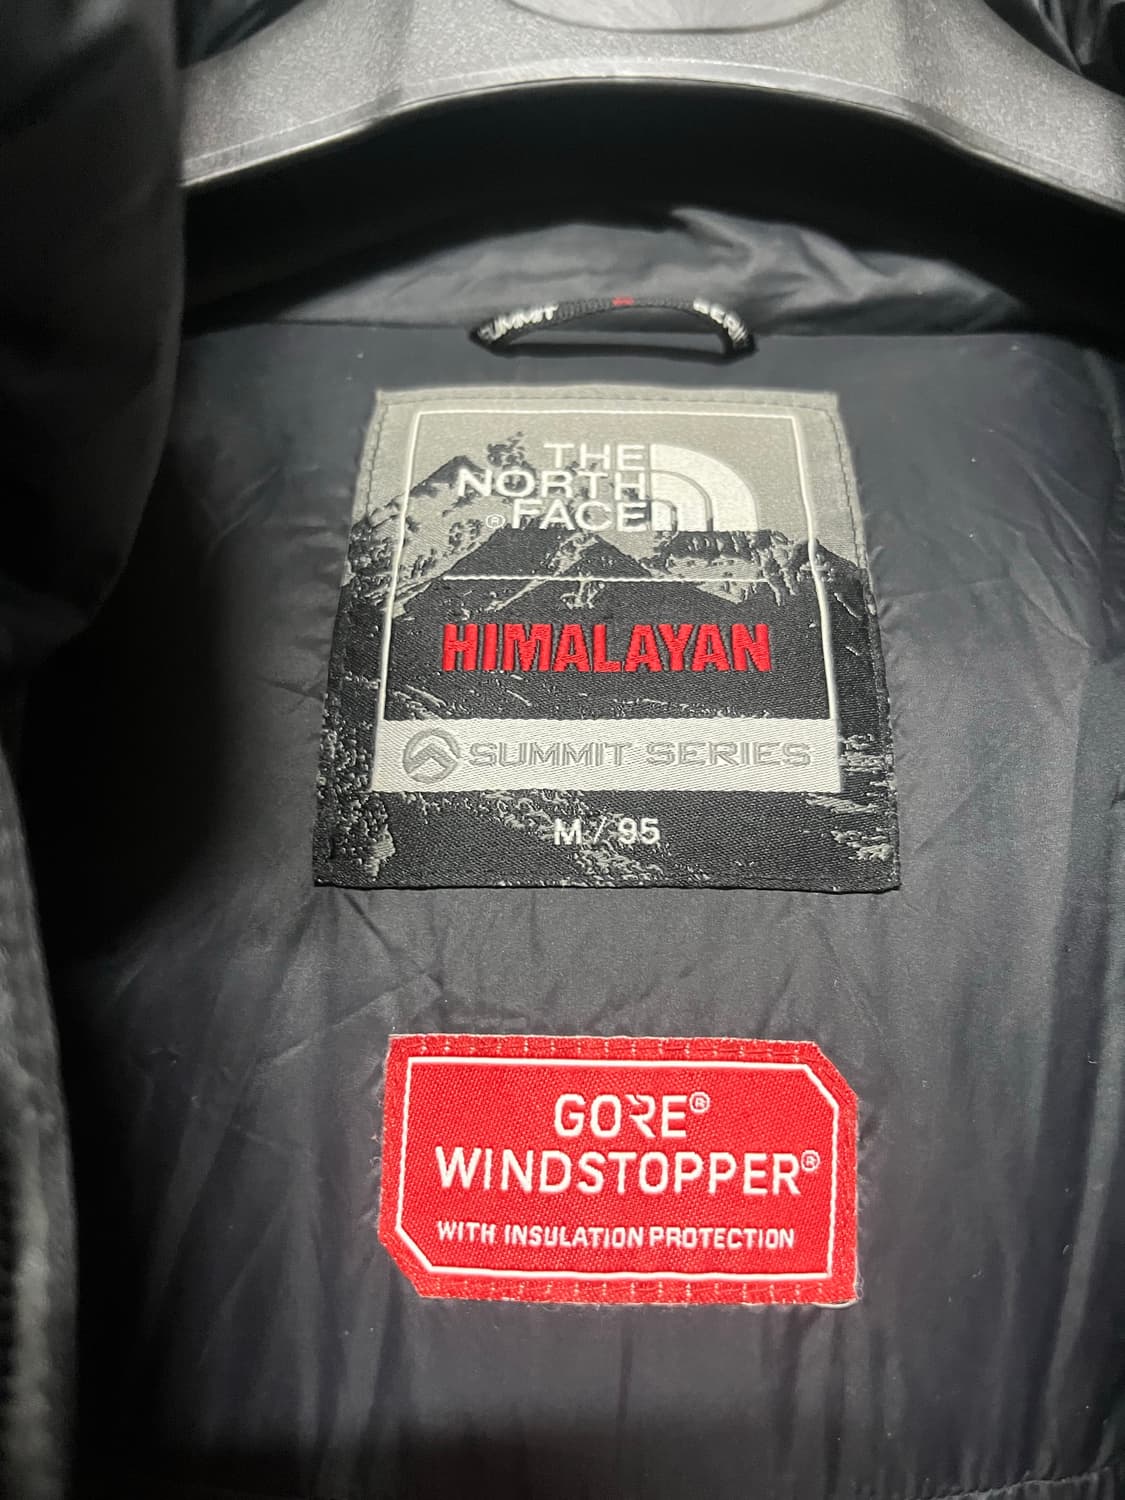 SUMMIT SERIES
THE
NORTH
® FACE
HIMALAYAN
SUMMIT SERIES
M / 95
GORE®
WINDSTOPPER®
WITH INSULATION PROTECTION